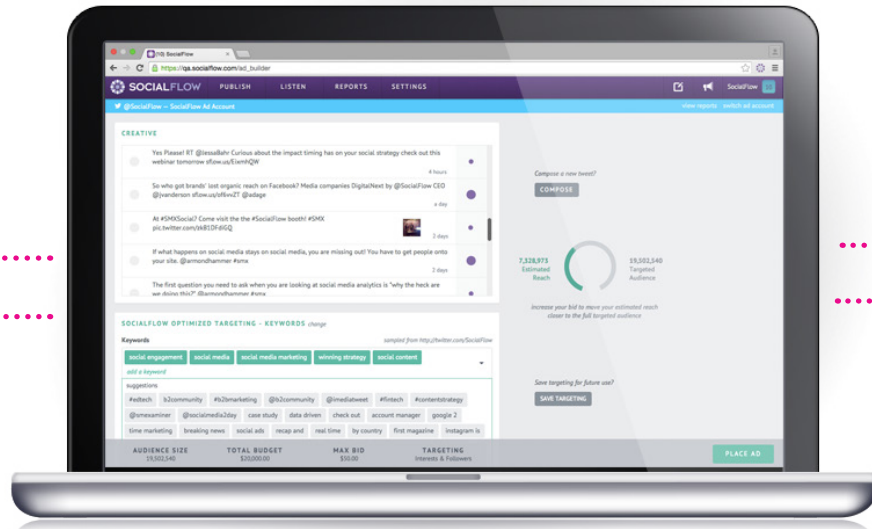 (10) SocialFlow
https://qa.socialflow.com/ad_builder
SOCIALFLOW PUBLISH LISTEN REPORTS SETTINGS SocialFlow
@SocialFlow — SocialFlow Ad Account view reports switch ad account
CREATIVE
Yes Please! RT @JessaBahr Curious about the impact timing has on your social strategy check out this
webinar tomorrow sflow.us/EiemhQW
4 hours
So who got brands' lost organic reach on Facebook? Media companies DigitalNext by @SocialFlow CEO
@jvanderson @adage
a day
At #SMXSocial? Come visit the the #SocialFlow booth! #SMX
pic.twitter.com/zkB1DFdIGQ
2 days
If what happens on social media stays on social media, you are missing out! You have to get people onto
your site. @armondhammer #smx
2 days
The first question you need to ask when you are looking at social media analytics is "why the heck are
we doing this?" @armondhammer #smx
Compose a new tweet?
COMPOSE
7,328,973
Estimated
Reach
19,502,540
Targeted
Audience
Increase your bid to move your estimated reach
closer to the full targeted audience
SOCIALFLOW OPTIMIZED TARGETING - KEYWORDS change
Keywords sampled from http://twitter.com/SocialFlow
social engagement social media social media marketing winning strategy social content
add a keyword
suggestions
#edtech b2community #b2bmarketing @b2community @imediatweet #fintech #contentstrategy
@smexaminer @socialmedia2day case study data driven check out account manager google 2
time marketing breaking news social ads recap and real time by country first magazine instagram is
Save targeting for future use?
SAVE TARGETING
AUDIENCE SIZE TOTAL BUDGET MAX BID TARGETING
19,502,540 $20,000.00 $50.00 Interests & Followers
PLACE AD